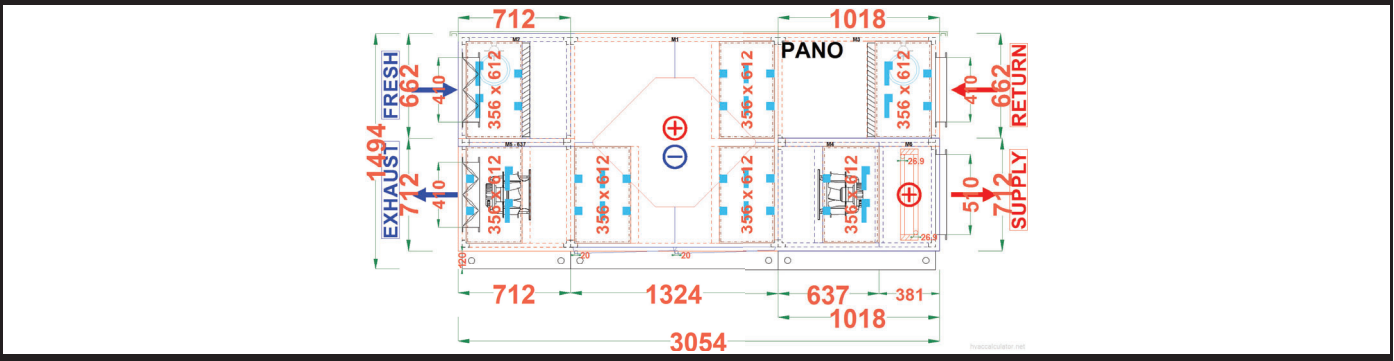 712
1018
M2
M1
PANO
M3
FRESH
662
410
356 x 612
356 x 612
356 x 612
410
662
RETURN
1494
M5 - 637
M4
M6
EXHAUST
712
410
356 x 612
356 x 612
356 x 612
356 x 612
26,9
26,9
510
712
SUPPLY
120
20
20
712
1324
637
381
1018
3054
hvaccalculator.net